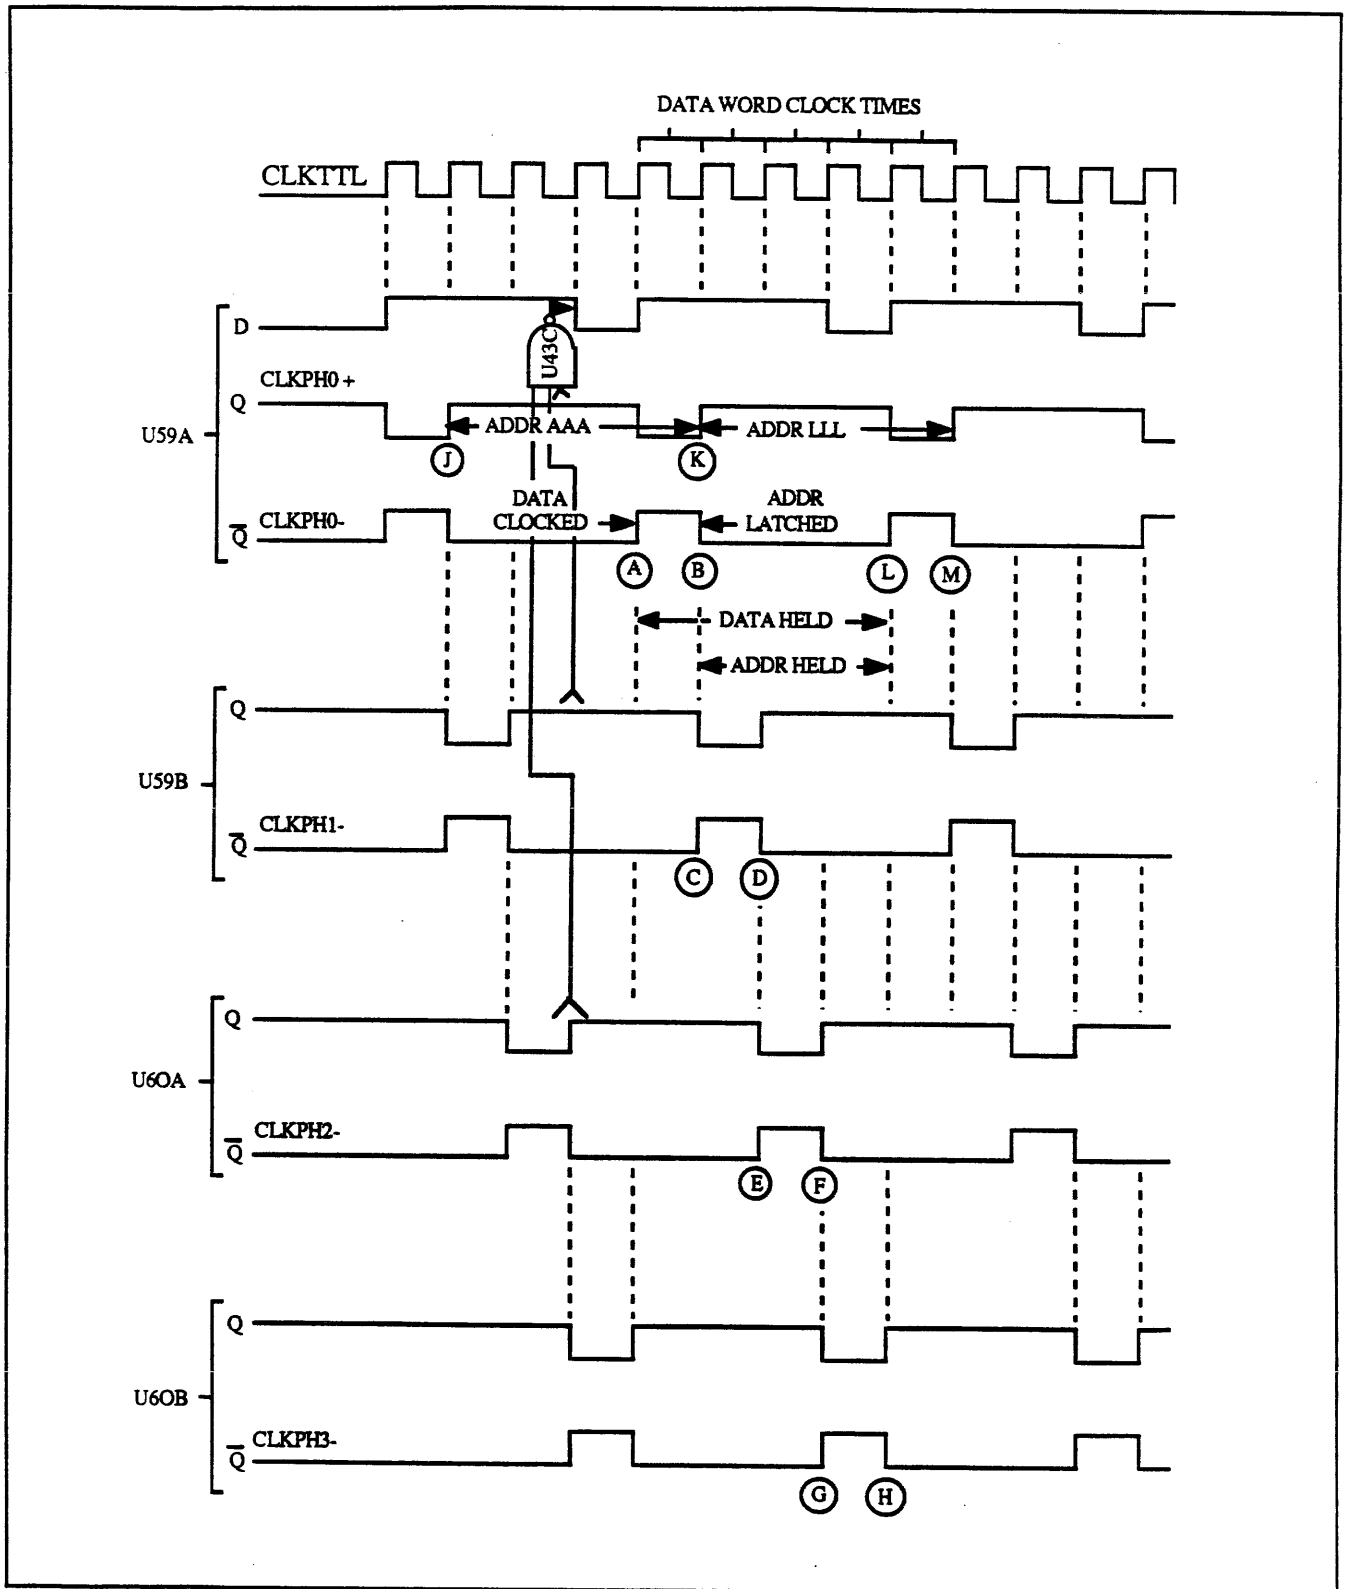 DATA WORD CLOCK TIMES
CLKTTL
D
U43C
CLKPH0 +
Q
U59A
ADDR AAA
ADDR LLL
J
K
DATA
CLOCKED
ADDR
LATCHED
CLKPH0-
Q
A
B
L
M
DATA HELD
ADDR HELD
Q
U59B
CLKPH1-
Q
C
D
Q
U6OA
CLKPH2-
Q
E
F
Q
U6OB
CLKPH3-
Q
G
H